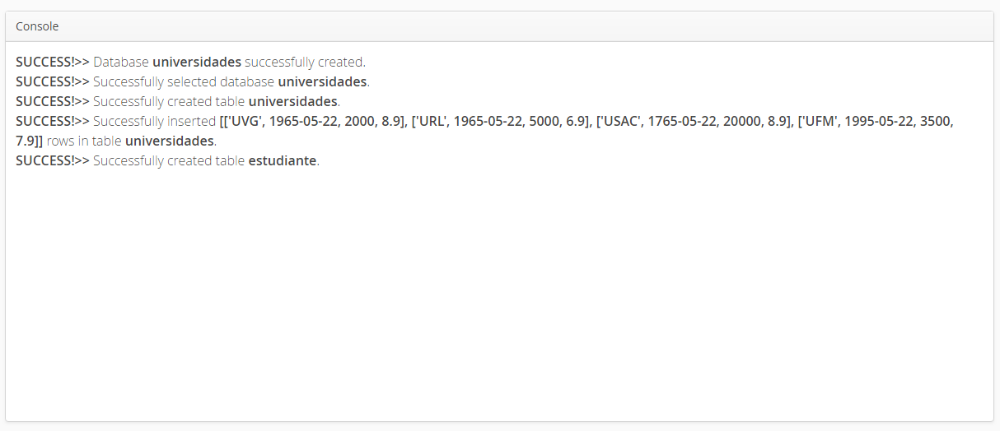 Console
SUCCESS!>> Database universidades successfully created.
SUCCESS!>> Successfully selected database universidades.
SUCCESS!>> Successfully created table universidades.
SUCCESS!>> Successfully inserted [['UVG', 1965-05-22, 2000, 8.9], ['URL', 1965-05-22, 5000, 6.9], ['USAC', 1765-05-22, 20000, 8.9], ['UFM', 1995-05-22, 3500,
7.9]] rows in table universidades.
SUCCESS!>> Successfully created table estudiante.